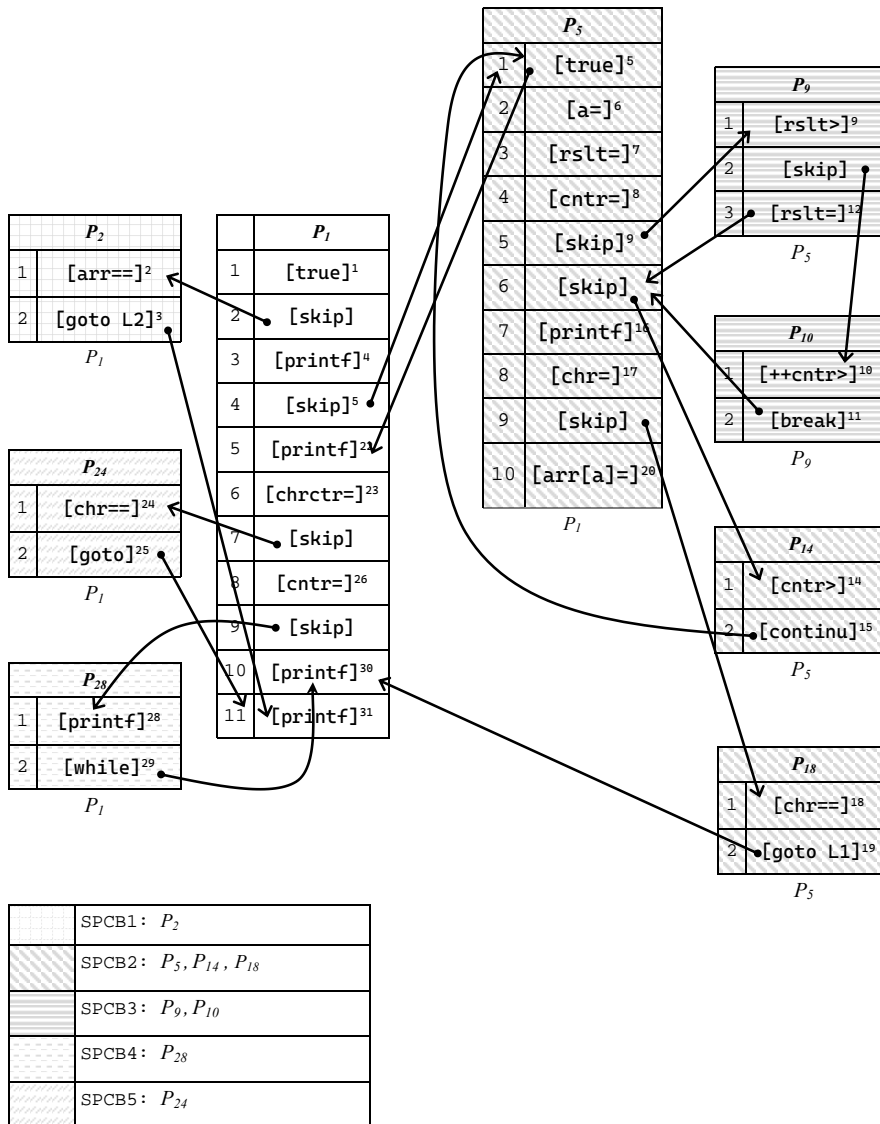 P₂
1 [arr==]²
2 [goto L2]³
P₁
P₂₄
1 [chr==]²⁴
2 [goto]²⁵
P₁
P₂₈
1 [printf]²⁸
2 [while]²⁹
P₁
P₁
1 [true]¹
2 [skip]
3 [printf]⁴
4 [skip]⁵
5 [printf]²²
6 [chrctr=]²³
7 [skip]
8 [cntr=]²⁶
9 [skip]
10 [printf]³⁰
11 [printf]³¹
P₅
1 [true]⁵
2 [a=]⁶
3 [rslt=]⁷
4 [cntr=]⁸
5 [skip]⁹
6 [skip]
7 [printf]¹⁶
8 [chr=]¹⁷
9 [skip]
10 [arr[a]=]²⁰
P₁
P₉
1 [rslt>]⁹
2 [skip]
3 [rslt=]¹²
P₅
P₁₀
1 [++cntr>]¹⁰
2 [break]¹¹
P₉
P₁₄
1 [cntr>]¹⁴
2 [continu]¹⁵
P₅
P₁₈
1 [chr==]¹⁸
2 [goto L1]¹⁹
P₅
SPCB1: P₂
SPCB2: P₅, P₁₄, P₁₈
SPCB3: P₉, P₁₀
SPCB4: P₂₈
SPCB5: P₂₄